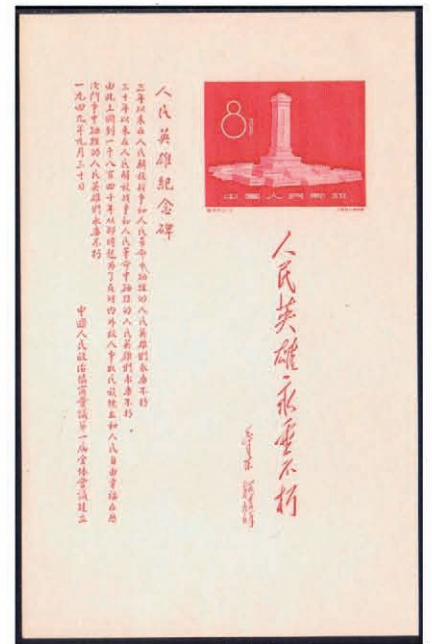 8分
中國人民郵政
人民英雄永垂不朽
毛澤東
人民英雄紀念碑
三年以來在人民解放戰爭和人民革命中犧牲的人民英雄們永垂不朽
三十年以來在人民解放戰爭和人民革命中犧牲的人民英雄們永垂不朽
由此上溯到一千八百四十年從那時起為了反對內外敵人爭取民族獨立和人民自由幸福在歷
次鬥爭中犧牲的人民英雄們永垂不朽
一九四九年九月三十日
中國人民政治協商會議第一屆全體會議建立